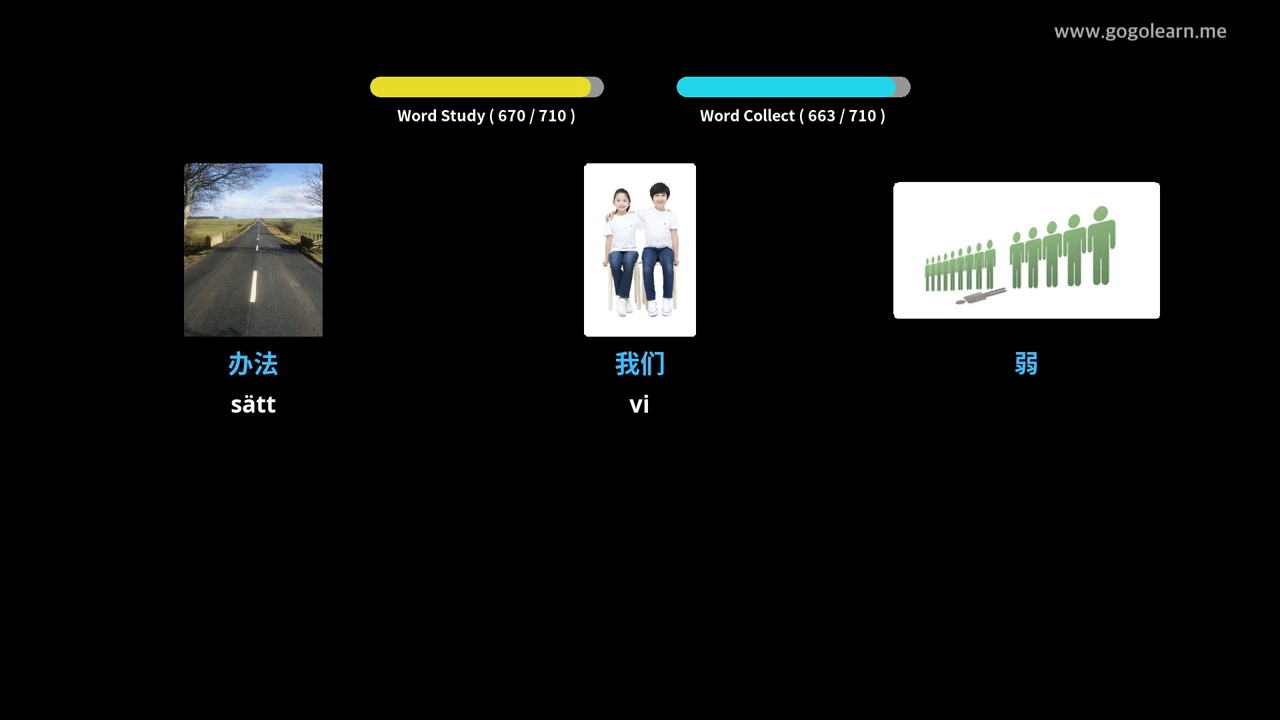 www.gogolearn.me
Word Study ( 670 / 710 )
Word Collect ( 663 / 710 )
办法
我们
弱
sätt
vi